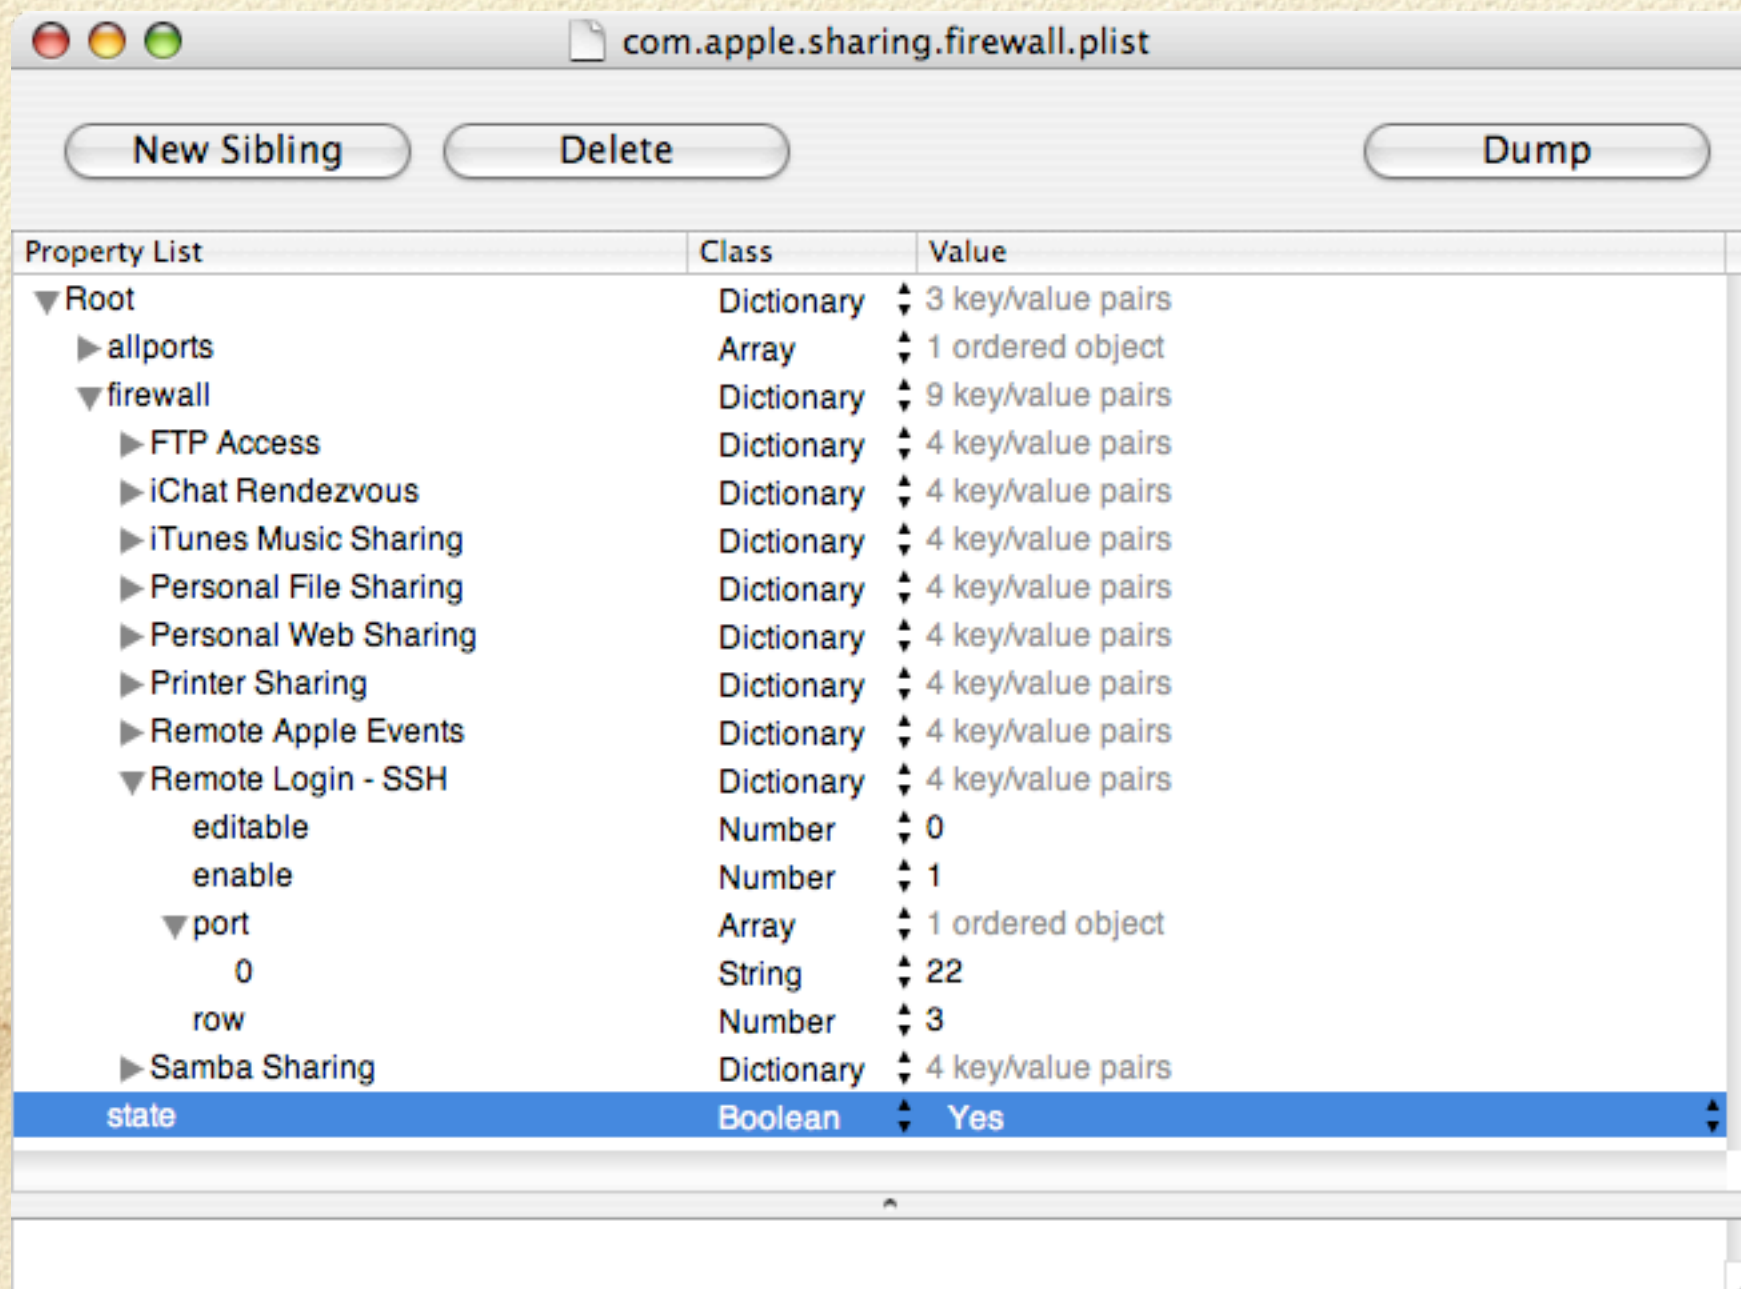 com.apple.sharing.firewall.plist
New Sibling Delete Dump
Property List Class Value
Root Dictionary 3 key/value pairs
allports Array 1 ordered object
firewall Dictionary 9 key/value pairs
FTP Access Dictionary 4 key/value pairs
iChat Rendezvous Dictionary 4 key/value pairs
iTunes Music Sharing Dictionary 4 key/value pairs
Personal File Sharing Dictionary 4 key/value pairs
Personal Web Sharing Dictionary 4 key/value pairs
Printer Sharing Dictionary 4 key/value pairs
Remote Apple Events Dictionary 4 key/value pairs
Remote Login - SSH Dictionary 4 key/value pairs
editable Number 0
enable Number 1
port Array 1 ordered object
0 String 22
row Number 3
Samba Sharing Dictionary 4 key/value pairs
state Boolean Yes